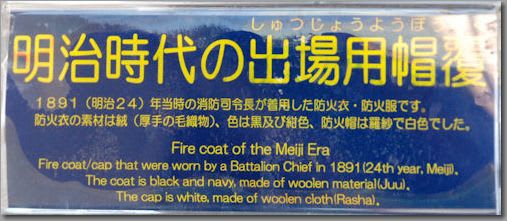 しゅつじょうようぼう
明治時代の出場用帽覆
1891（明治24）年当時の消防司令長が着用した防火衣・防火服です。
防火衣の素材は絨（厚手の毛織物）、色は黒及び紺色、防火帽は羅紗で白色でした。
Fire coat of the Meiji Era
Fire coat/cap that were worn by a Battalion Chief in 1891(24th year, Meiji).
The coat is black and navy, made of woolen material(Juu).
The cap is white, made of woolen cloth(Rasha).